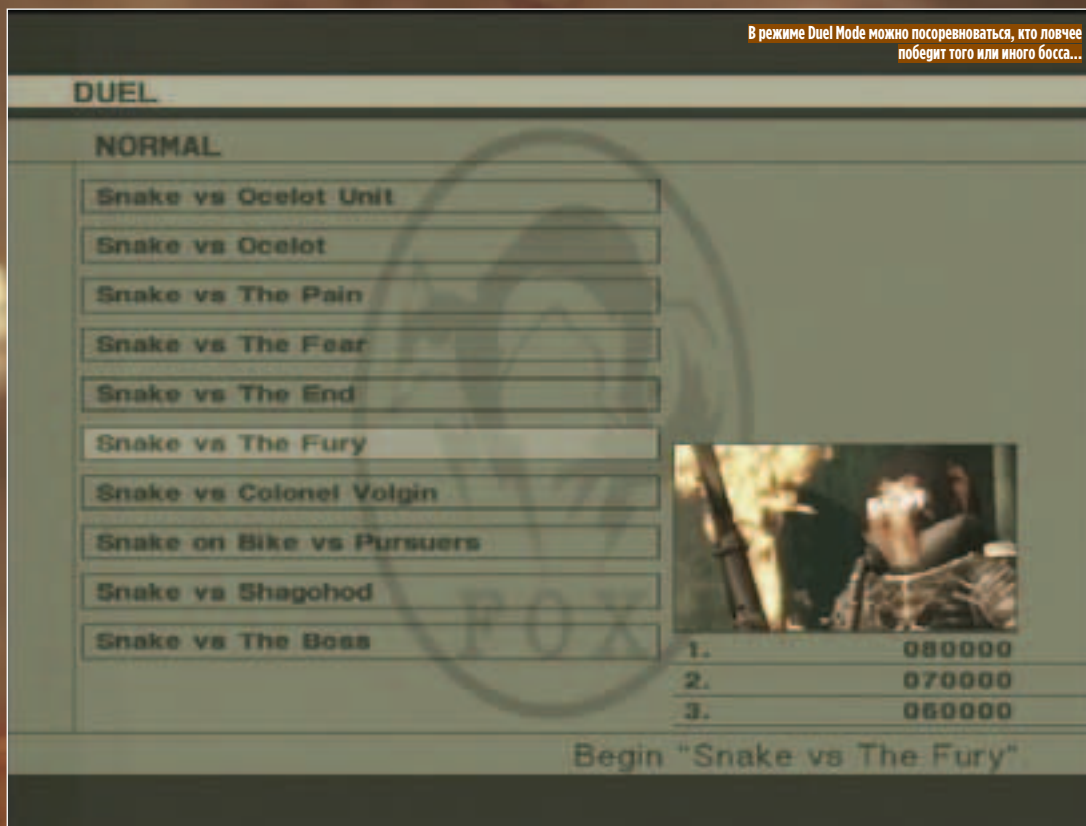 В режиме Duel Mode можно посоревноваться, кто ловчее
победит того или иного босса...
DUEL
NORMAL
Snake vs Ocelot Unit
Snake vs Ocelot
Snake vs The Pain
Snake vs The Fear
Snake vs The End
Snake vs The Fury
Snake vs Colonel Volgin
Snake on Bike vs Pursuers
Snake vs Shagohod
Snake vs The Boss
FOX
1. 080000
2. 070000
3. 060000
Begin "Snake vs The Fury"